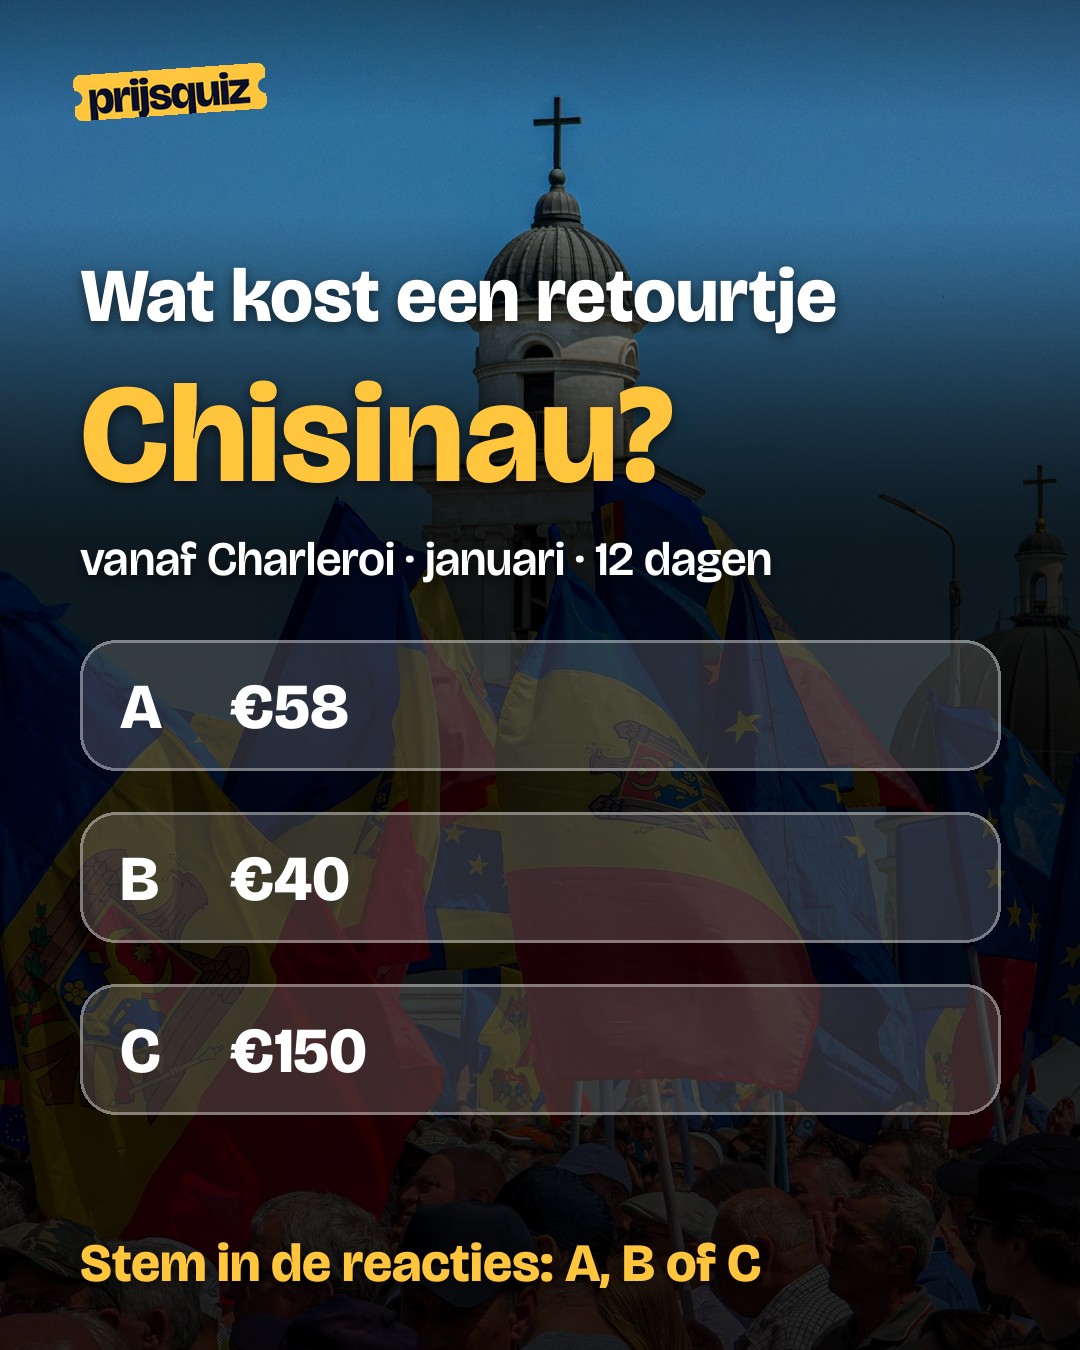 prijsquiz
Wat kost een retourtje
Chisinau?
vanaf Charleroi · januari · 12 dagen
A €58
B €40
C €150
Stem in de reacties: A, B of C